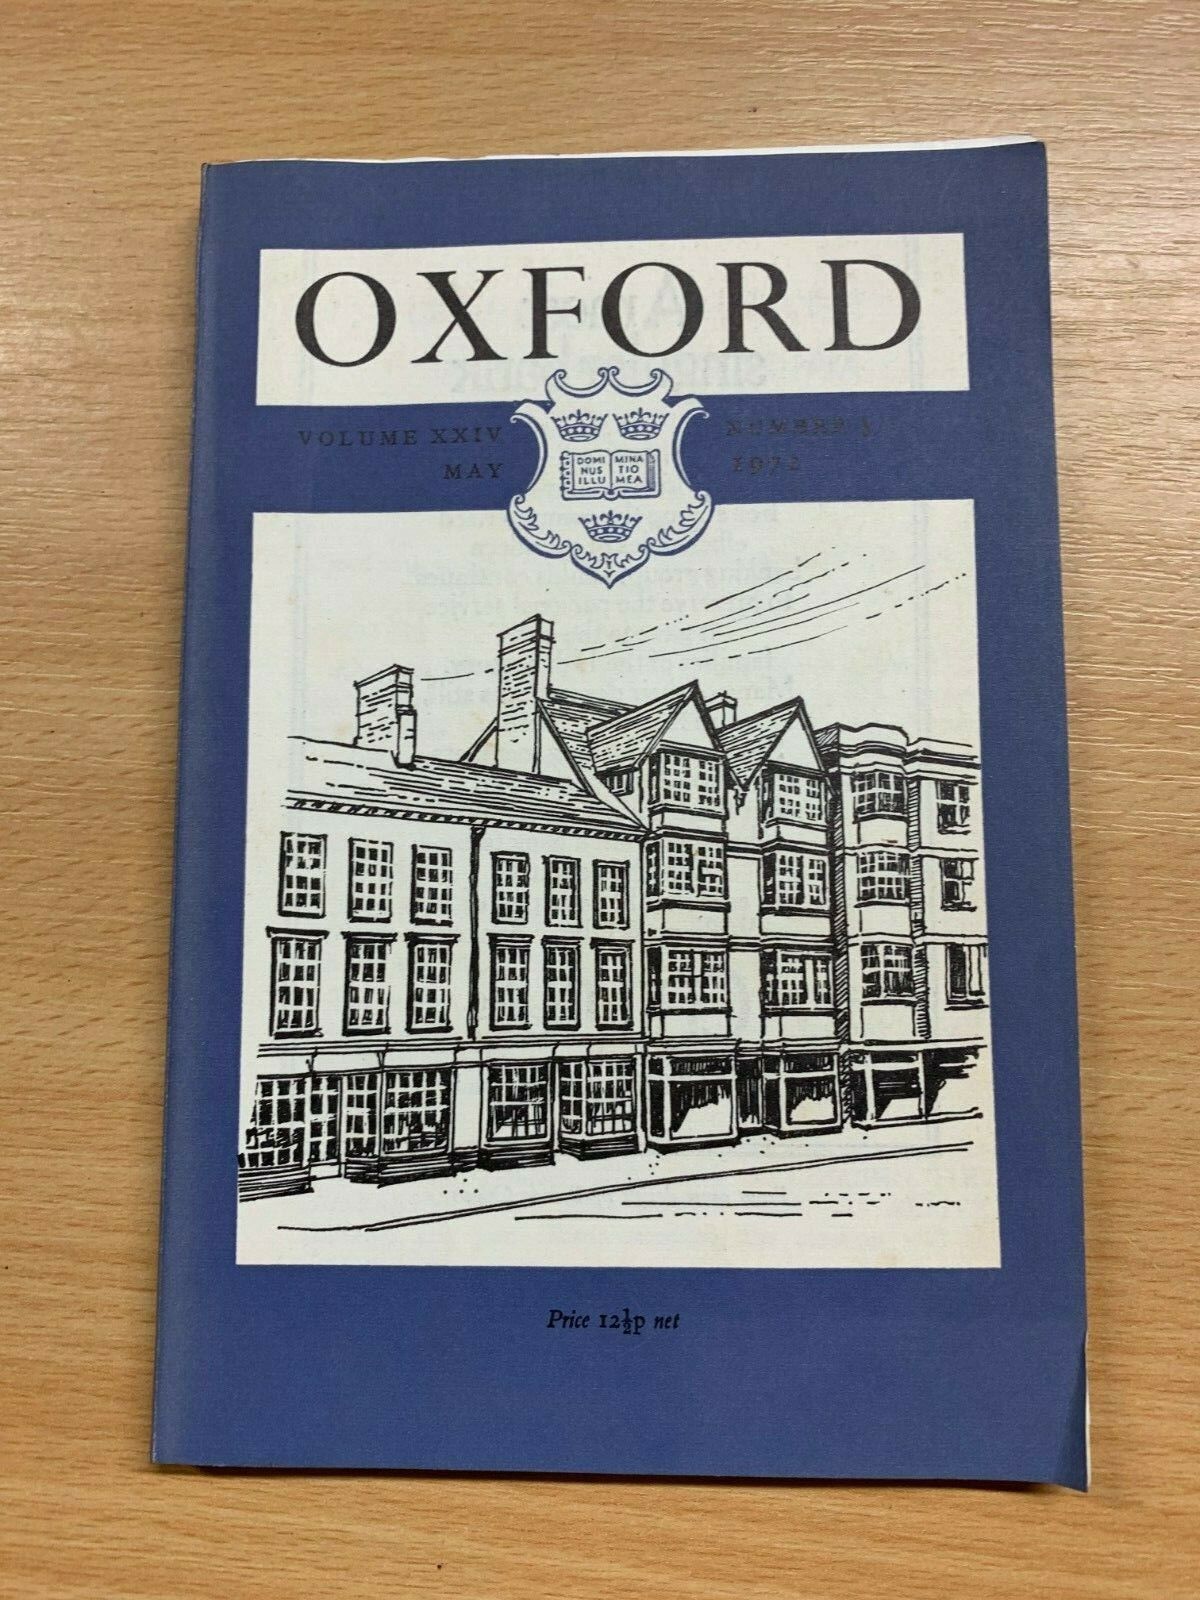 OXFORD
VOLUME XXIV NUMBER 3
MAY 1972
DOMI MINA
NUS TIO
ILLU MEA
Price 12½p net